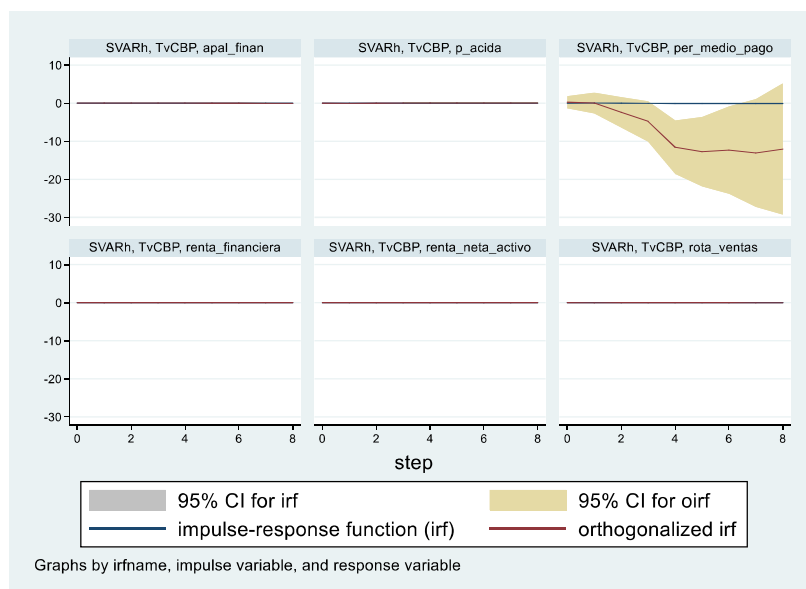 SVARh, TvCBP, apal_finan
SVARh, TvCBP, p_acida
SVARh, TvCBP, per_medio_pago
10
0
-10
-20
-30
SVARh, TvCBP, renta_financiera
SVARh, TvCBP, renta_neta_activo
SVARh, TvCBP, rota_ventas
10
0
-10
-20
-30
0 2 4 6 8
0 2 4 6 8
0 2 4 6 8
step
95% CI for irf
95% CI for oirf
impulse-response function (irf)
orthogonalized irf
Graphs by irfname, impulse variable, and response variable